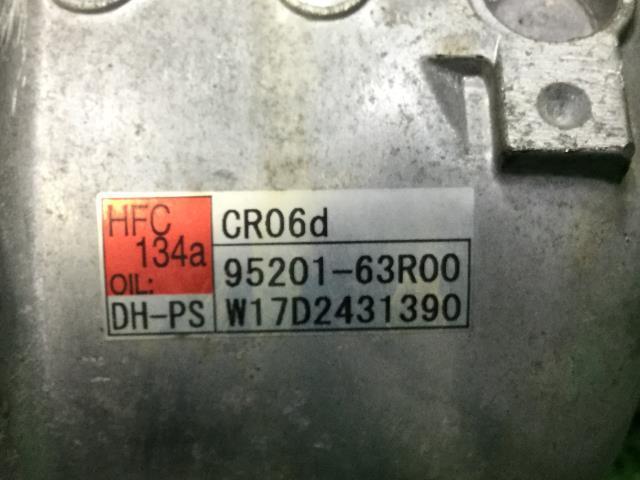 HFC
134a
OIL:
DH-PS
CR06d
95201-63R00
W17D2431390